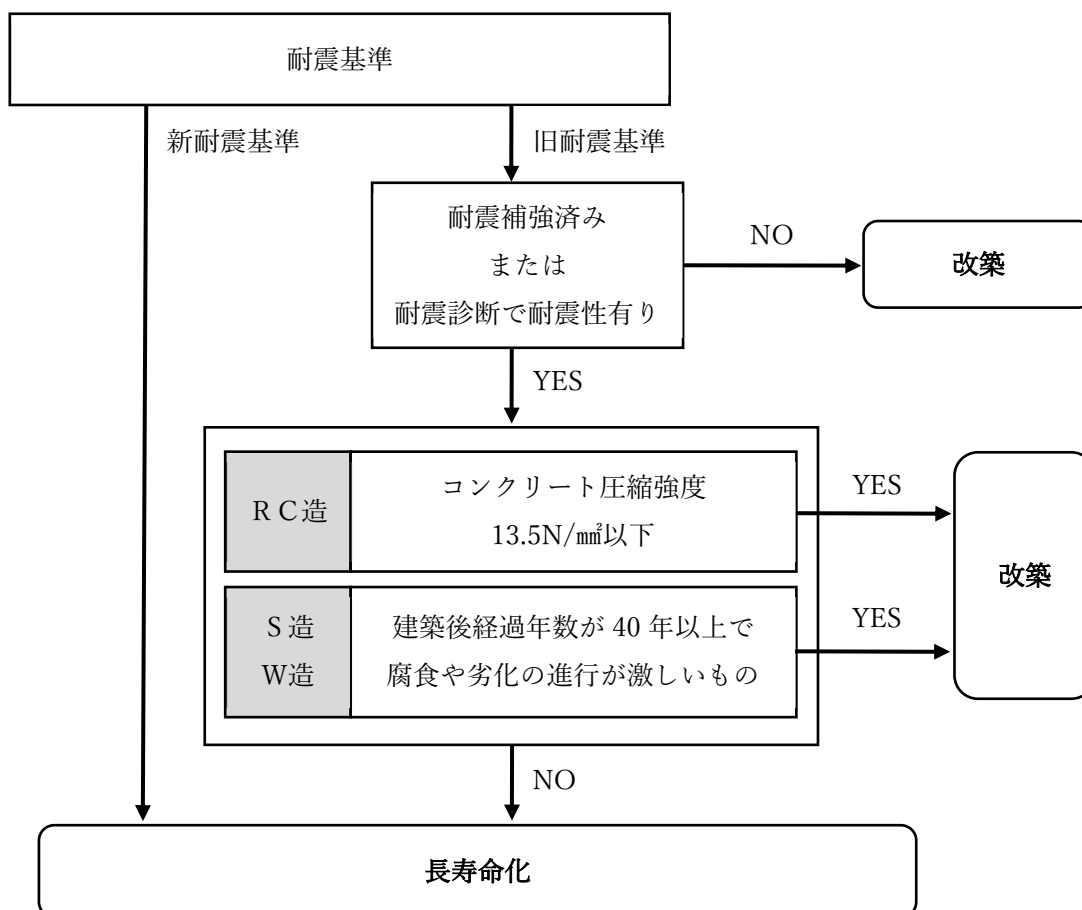 耐震基準
新耐震基準
旧耐震基準
耐震補強済み
または
耐震診断で耐震性有り
NO
改築
YES
ＲＣ造
コンクリート圧縮強度
13.5N/㎟以下
YES
改築
Ｓ造
Ｗ造
建築後経過年数が 40 年以上で
腐食や劣化の進行が激しいもの
YES
NO
長寿命化